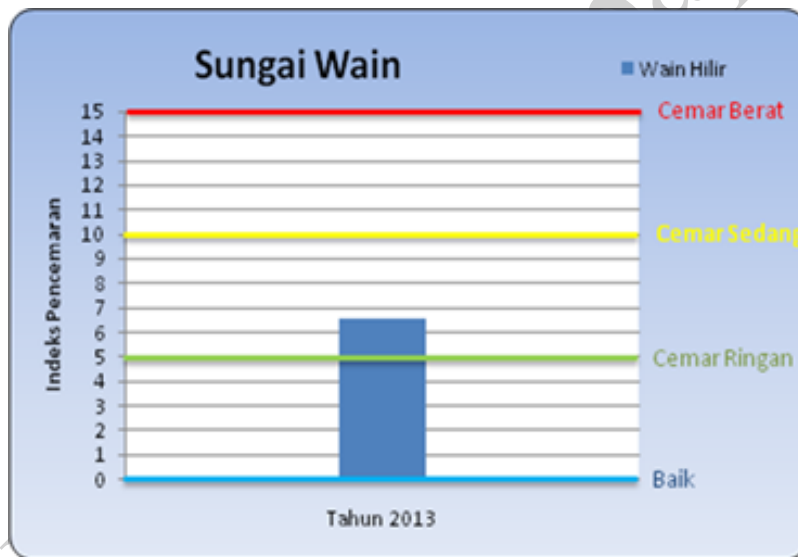 Sungai Wain
Wain Hilir
Indeks Pencemaran
15
14
13
12
11
10
9
8
7
6
5
4
3
2
1
0
Cemar Berat
Cemar Sedang
Cemar Ringan
Baik
Tahun 2013